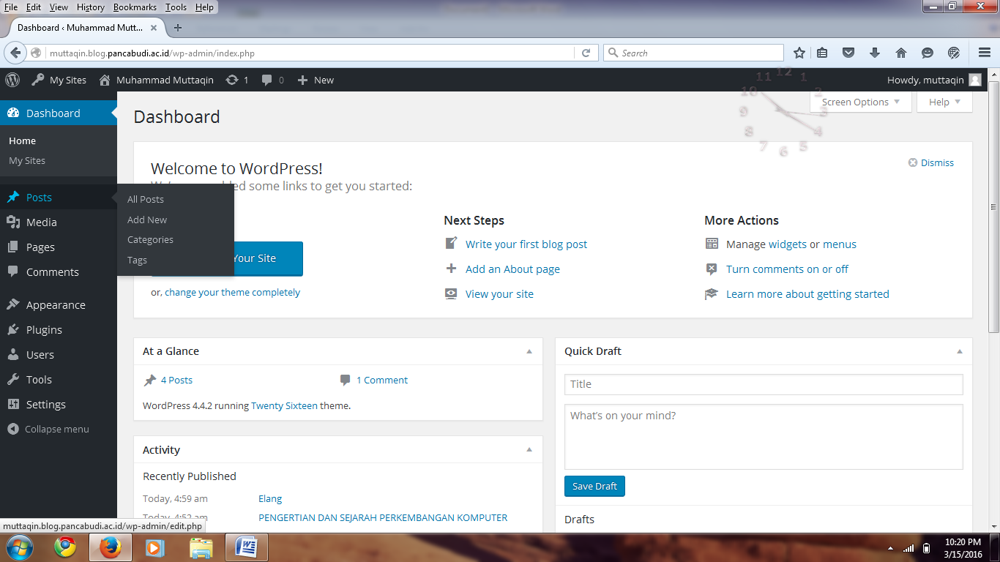 File Edit View History Bookmarks Tools Help
Dashboard ‹ Muhammad Mutt...
muttaqin.blog.pancabudi.ac.id/wp-admin/index.php
Search
My Sites Muhammad Muttaqin 1 0 New Howdy, muttaqin
Dashboard
Home
My Sites
Posts
Media
Pages
Comments
Appearance
Plugins
Users
Tools
Settings
Collapse menu
All Posts
Add New
Categories
Tags
Dashboard
Screen Options Help
11 12 1
10 2
9 3
8 4
7 6 5
Welcome to WordPress!
some links to get you started:
Dismiss
Your Site
or, change your theme completely
Next Steps
Write your first blog post
Add an About page
View your site
More Actions
Manage widgets or menus
Turn comments on or off
Learn more about getting started
At a Glance
4 Posts 1 Comment
WordPress 4.4.2 running Twenty Sixteen theme.
Activity
Recently Published
Today, 4:59 am Elang
Today, 4:52 am PENGERTIAN DAN SEJARAH PERKEMBANGAN KOMPUTER
Quick Draft
Title
What's on your mind?
Save Draft
Drafts
muttaqin.blog.pancabudi.ac.id/wp-admin/edit.php
10:20 PM
3/15/2016